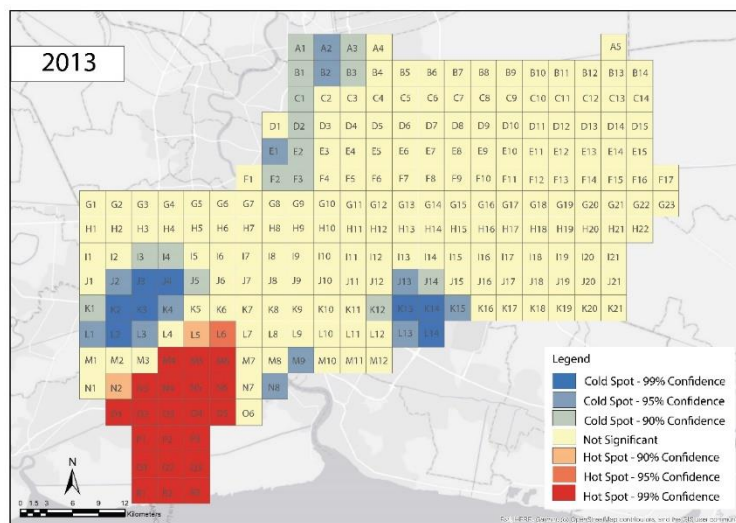 2013
A1 A2 A3 A4 A5
B1 B2 B3 B4 B5 B6 B7 B8 B9 B10 B11 B12 B13 B14
C1 C2 C3 C4 C5 C6 C7 C8 C9 C10 C11 C12 C13 C14
D1 D2 D3 D4 D5 D6 D7 D8 D9 D10 D11 D12 D13 D14 D15
E1 E2 E3 E4 E5 E6 E7 E8 E9 E10 E11 E12 E13 E14 E15
F1 F2 F3 F4 F5 F6 F7 F8 F9 F10 F11 F12 F13 F14 F15 F16 F17
G1 G2 G3 G4 G5 G6 G7 G8 G9 G10 G11 G12 G13 G14 G15 G16 G17 G18 G19 G20 G21 G22 G23
H1 H2 H3 H4 H5 H6 H7 H8 H9 H10 H11 H12 H13 H14 H15 H16 H17 H18 H19 H20 H21 H22
I1 I2 I3 I4 I5 I6 I7 I8 I9 I10 I11 I12 I13 I14 I15 I16 I17 I18 I19 I20 I21
J1 J2 J5 J6 J7 J8 J9 J10 J11 J12 J13 J14 J15 J16 J17 J18 J19 J20 J21
K1 K2 K3 K4 K5 K6 K7 K8 K9 K10 K11 K12 K15 K16 K17 K18 K19 K20 K21
L1 L3 L4 L5 L6 L7 L8 L9 L10 L11 L12 L13 L14
M1 M2 M3 M7 M8 M9 M10 M11 M12
N1 N2 N7 N8
O6
Legend
Cold Spot - 99% Confidence
Cold Spot - 95% Confidence
Cold Spot - 90% Confidence
Not Significant
Hot Spot - 90% Confidence
Hot Spot - 95% Confidence
Hot Spot - 99% Confidence
N
0 1.5 3 6 9 12
Kilometers